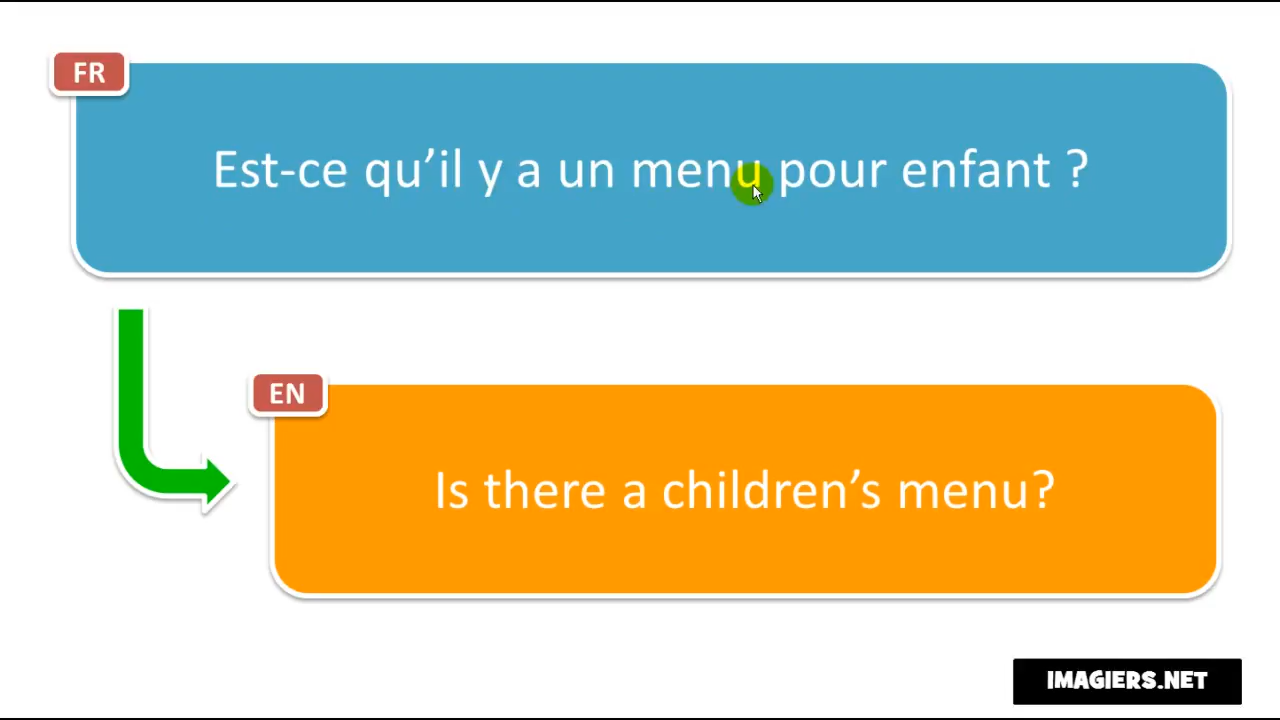 FR
Est-ce qu’il y a un menu pour enfant ?
EN
Is there a children’s menu?
IMAGIERS.NET